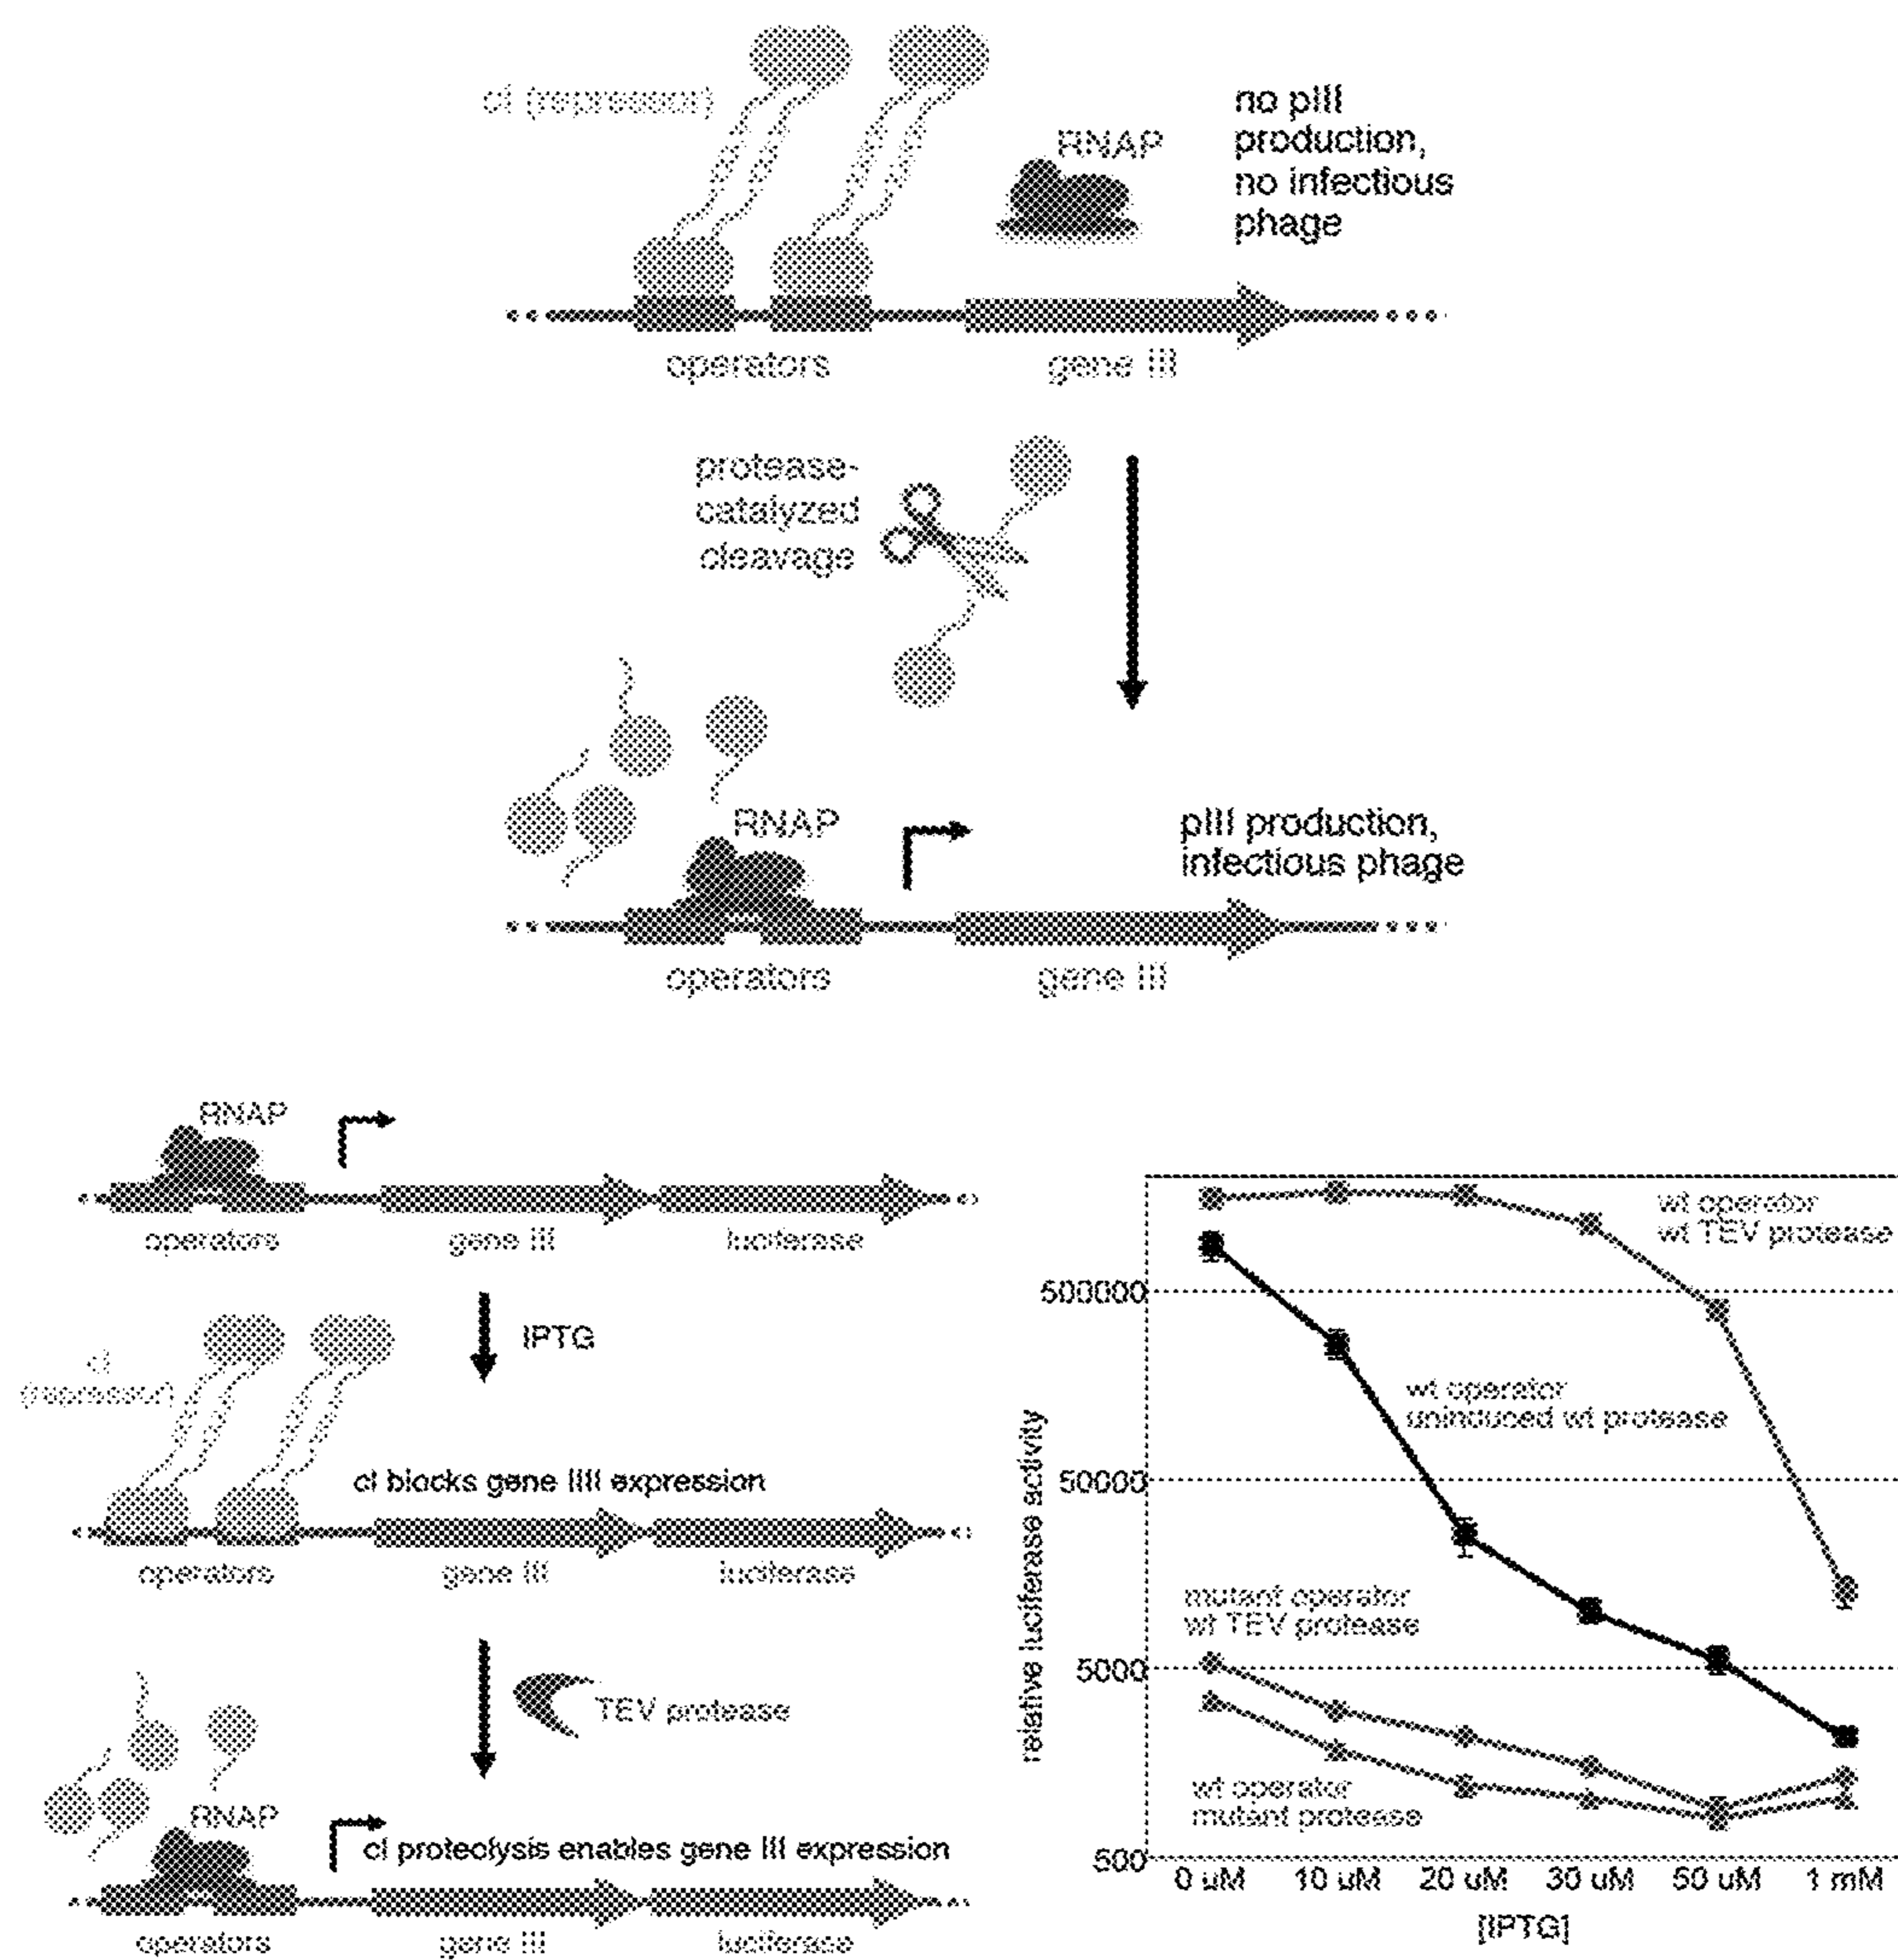 cI (repressor)
RNAP
no pIII
production,
no infectious
phage
operators
gene III
protease-
catalyzed
cleavage
RNAP
pIII production,
infectious phage
operators
gene III
RNAP
operators
gene III
luciferase
IPTG
cI
(repressor)
cI blocks gene IIII expression
operators
gene III
luciferase
TEV protease
RNAP
cI proteolysis enables gene III expression
operators
gene III
luciferase
relative luciferase activity
500000
50000
5000
500
wt operator
wt TEV protease
wt operator
uninduced wt protease
mutant operator
wt TEV protease
wt operator
mutant protease
0 uM
10 uM
20 uM
30 uM
50 uM
1 mM
[IPTG]